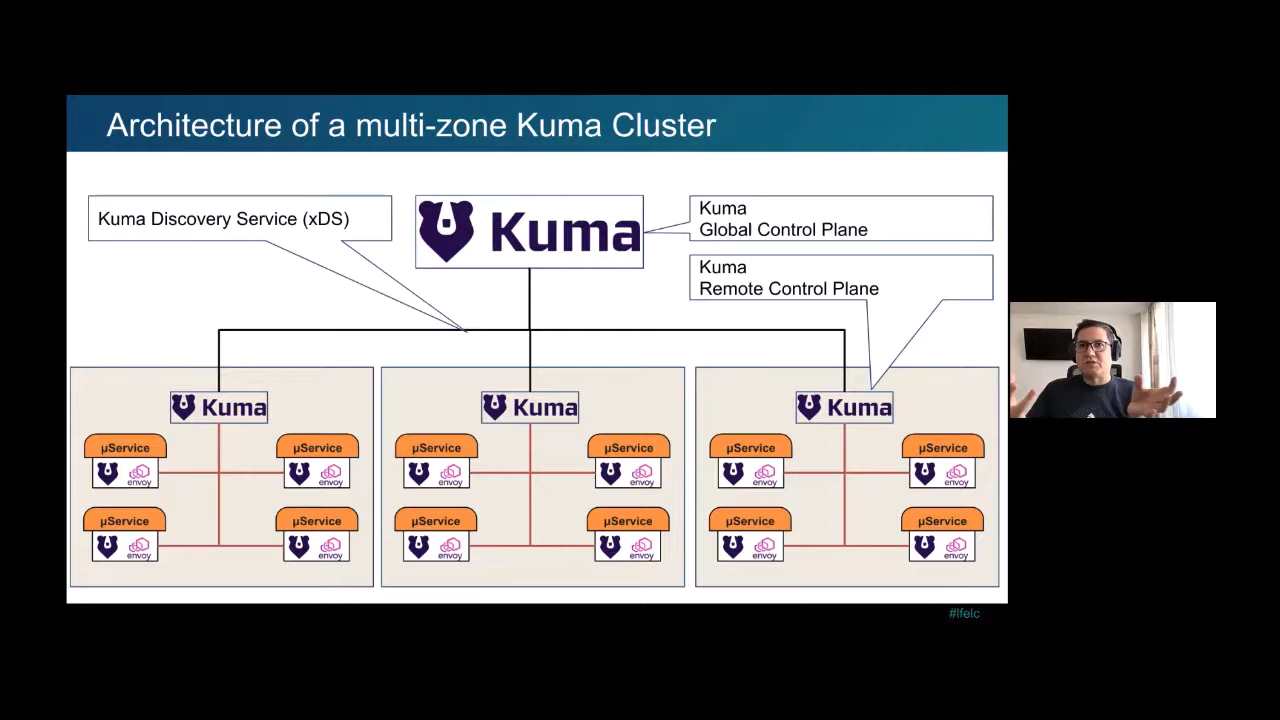 Architecture of a multi-zone Kuma Cluster
Kuma Discovery Service (xDS)
Kuma
Kuma
Global Control Plane
Kuma
Remote Control Plane
Kuma
Kuma
Kuma
µService
µService
µService
µService
µService
µService
envoy
envoy
envoy
envoy
envoy
envoy
µService
µService
µService
µService
µService
µService
envoy
envoy
envoy
envoy
envoy
envoy
#lfelc